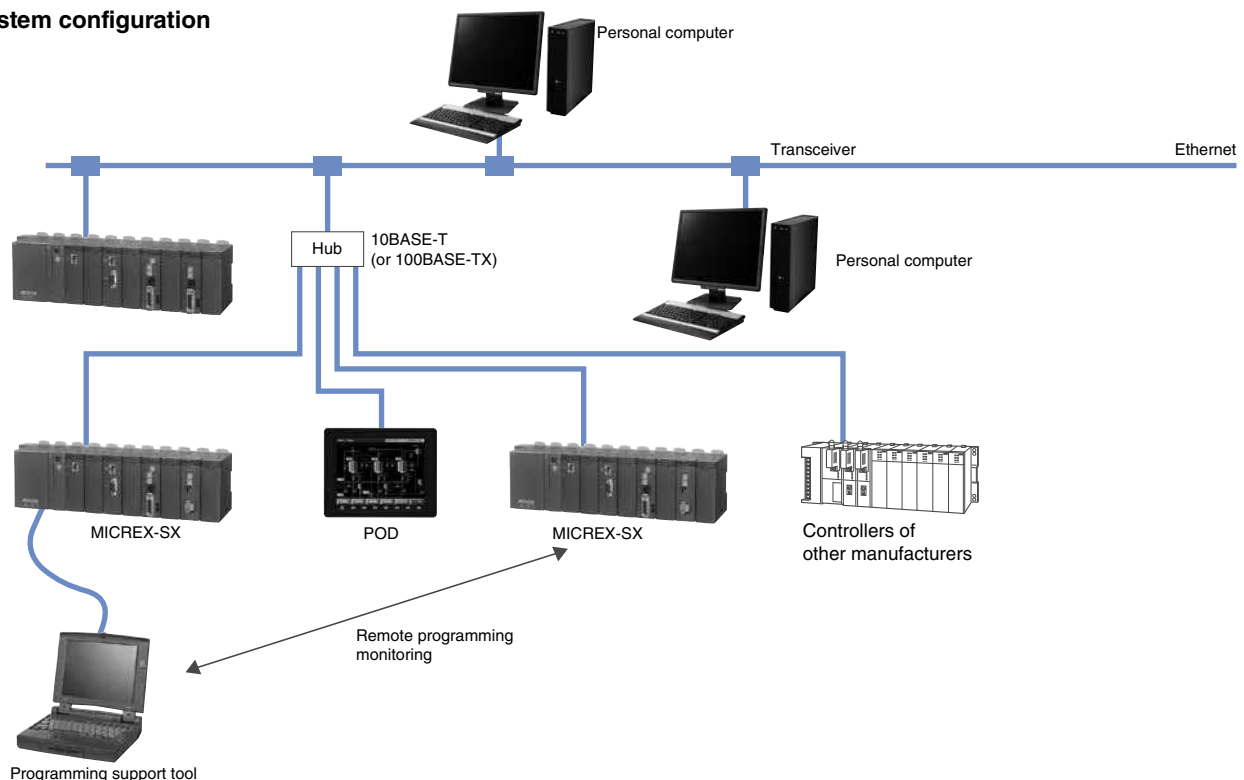 stem configuration
Personal computer
Transceiver
Ethernet
Hub
10BASE-T
(or 100BASE-TX)
Personal computer
MICREX-SX
POD
MICREX-SX
Controllers of
other manufacturers
Remote programming
monitoring
Programming support tool